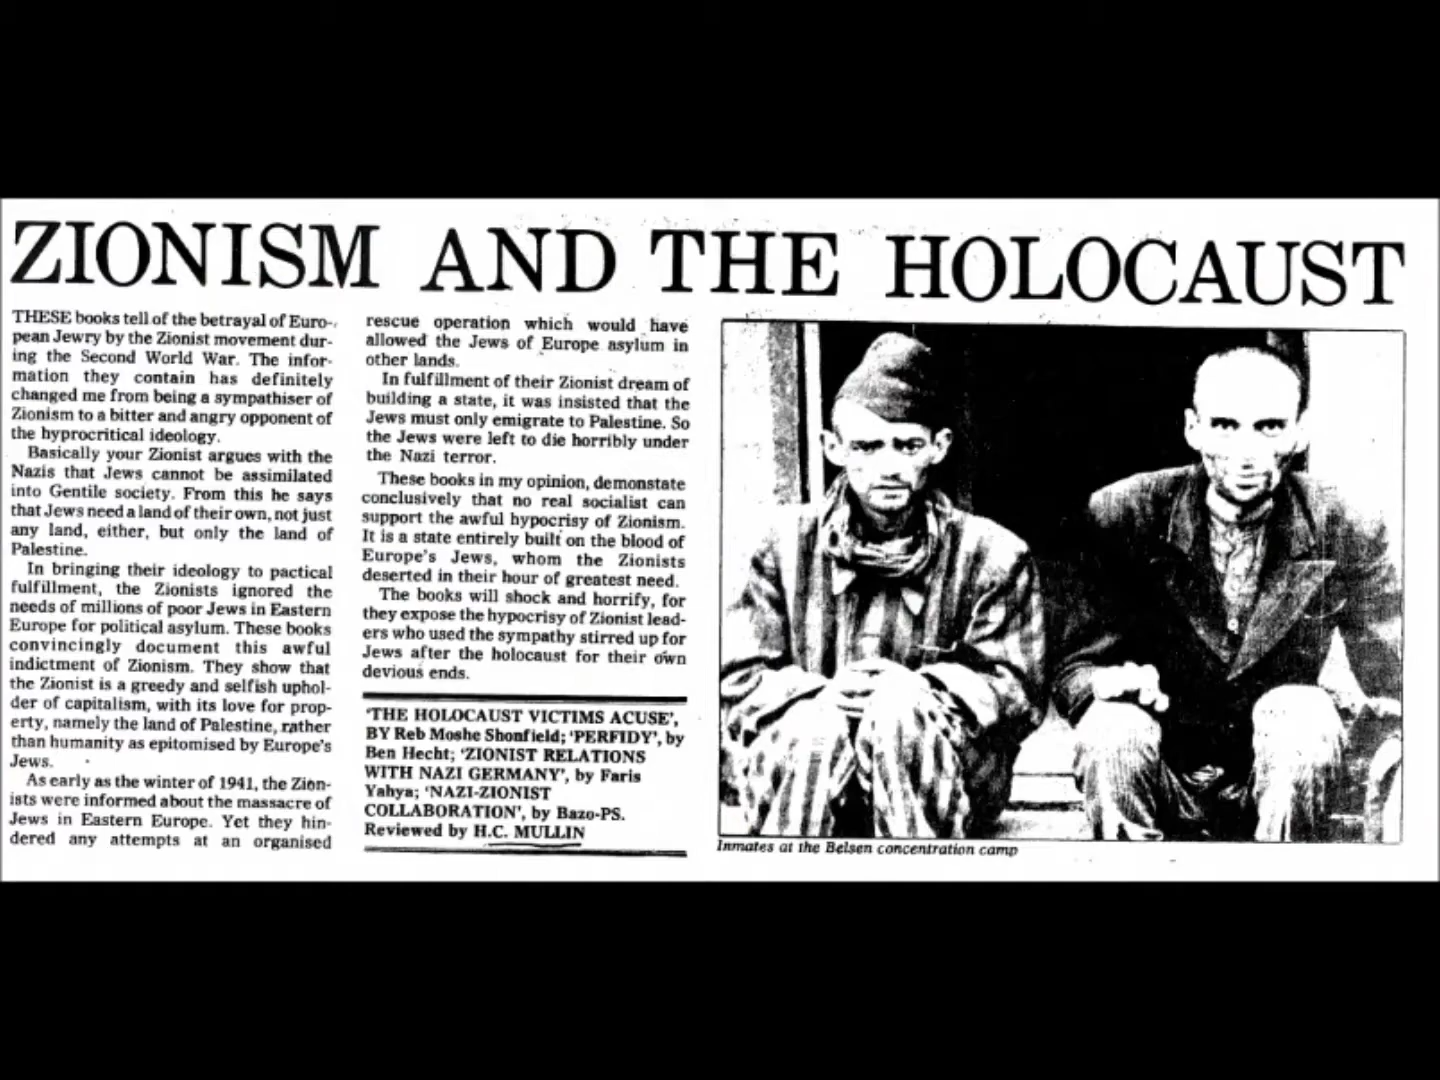 ZIONISM AND THE HOLOCAUST
THESE books tell of the betrayal of Euro-
pean Jewry by the Zionist movement dur-
ing the Second World War. The infor-
mation they contain has definitely
changed me from being a sympathiser of
Zionism to a bitter and angry opponent of
the hyprocritical ideology.
Basically your Zionist argues with the
Nazis that Jews cannot be assimilated
into Gentile society. From this he says
that Jews need a land of their own, not just
any land, either, but only the land of
Palestine.
In bringing their ideology to pactical
fulfillment, the Zionists ignored the
needs of millions of poor Jews in Eastern
Europe for political asylum. These books
convincingly document this awful
indictment of Zionism. They show that
the Zionist is a greedy and selfish uphol-
der of capitalism, with its love for prop-
erty, namely the land of Palestine, rather
than humanity as epitomised by Europe's
Jews.
As early as the winter of 1941, the Zion-
ists were informed about the massacre of
Jews in Eastern Europe. Yet they hin-
dered any attempts at an organised
rescue operation which would have
allowed the Jews of Europe asylum in
other lands.
In fulfillment of their Zionist dream of
building a state, it was insisted that the
Jews must only emigrate to Palestine. So
the Jews were left to die horribly under
the Nazi terror.
These books in my opinion, demonstate
conclusively that no real socialist can
support the awful hypocrisy of Zionism.
It is a state entirely built on the blood of
Europe's Jews, whom the Zionists
deserted in their hour of greatest need.
The books will shock and horrify, for
they expose the hypocrisy of Zionist lead-
ers who used the sympathy stirred up for
Jews after the holocaust for their own
devious ends.
'THE HOLOCAUST VICTIMS ACUSE',
BY Reb Moshe Shonfield; 'PERFIDY', by
Ben Hecht; 'ZIONIST RELATIONS
WITH NAZI GERMANY', by Faris
Yahya; 'NAZI-ZIONIST
COLLABORATION', by Bazo-PS.
Reviewed by H.C. MULLIN
Inmates at the Belsen concentration camp